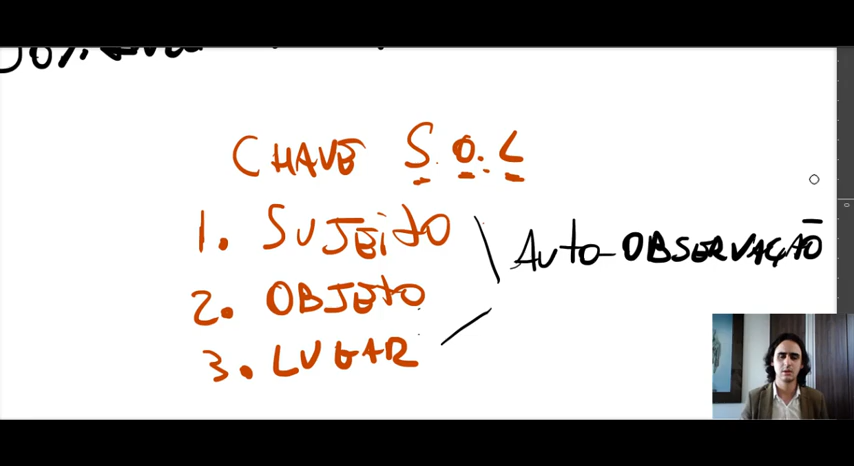 CHAVE S.O.L
1. SUJEITO
2. OBJETO
3. LUGAR
AUTO-OBSERVAÇÃO